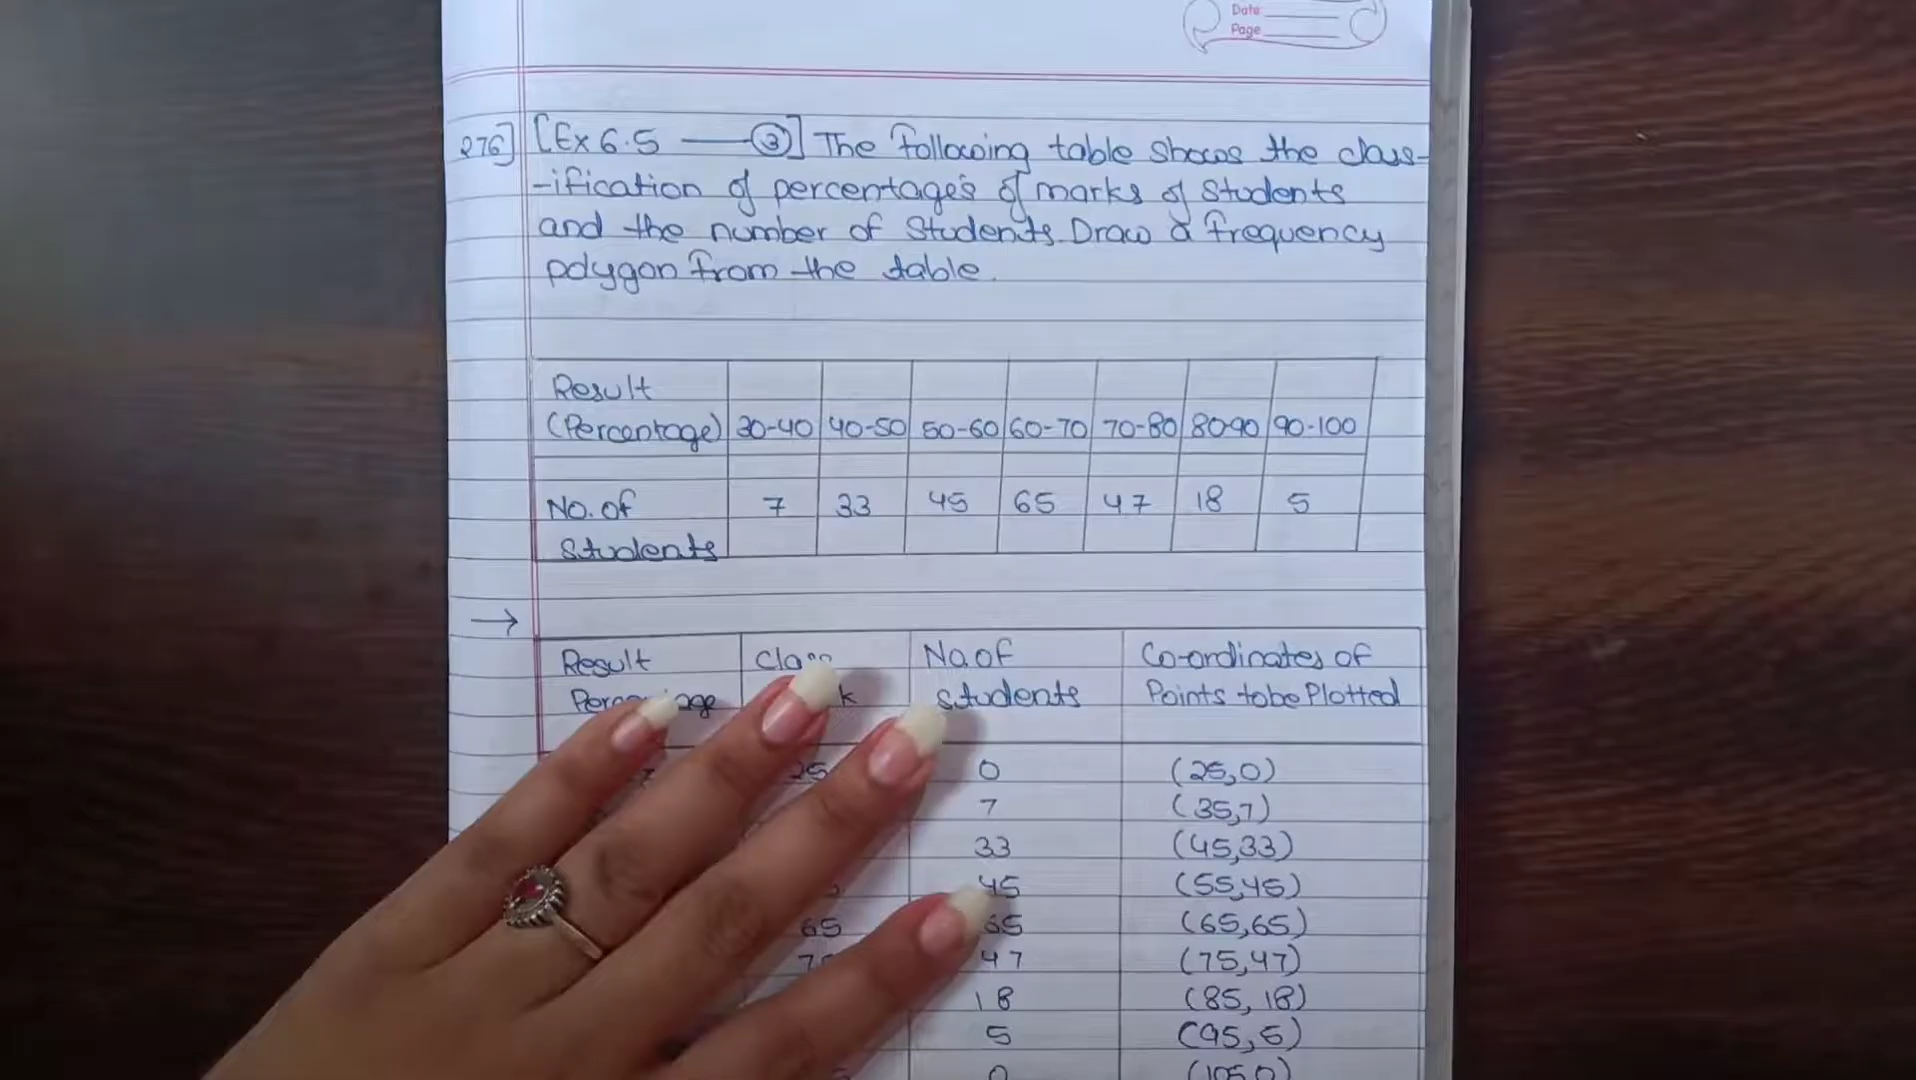 Date
Page
276] [Ex 6.5 — ③] The following table shows the class-
-ification of percentages of marks of students
and the number of students. Draw a frequency
polygon from the table.
Result
(Percentage) 30-40 40-50 50-60 60-70 70-80 80-90 90-100
No. of 7 33 45 65 47 18 5
students
→
Result No. of Co-ordinates of
students Points to be Plotted
25 0 (25,0)
7 (35,7)
33 (45,33)
45 (55,45)
65 65 (65,65)
47 (75,47)
18 (85, 18)
5 (95,5)
0 (105,0)